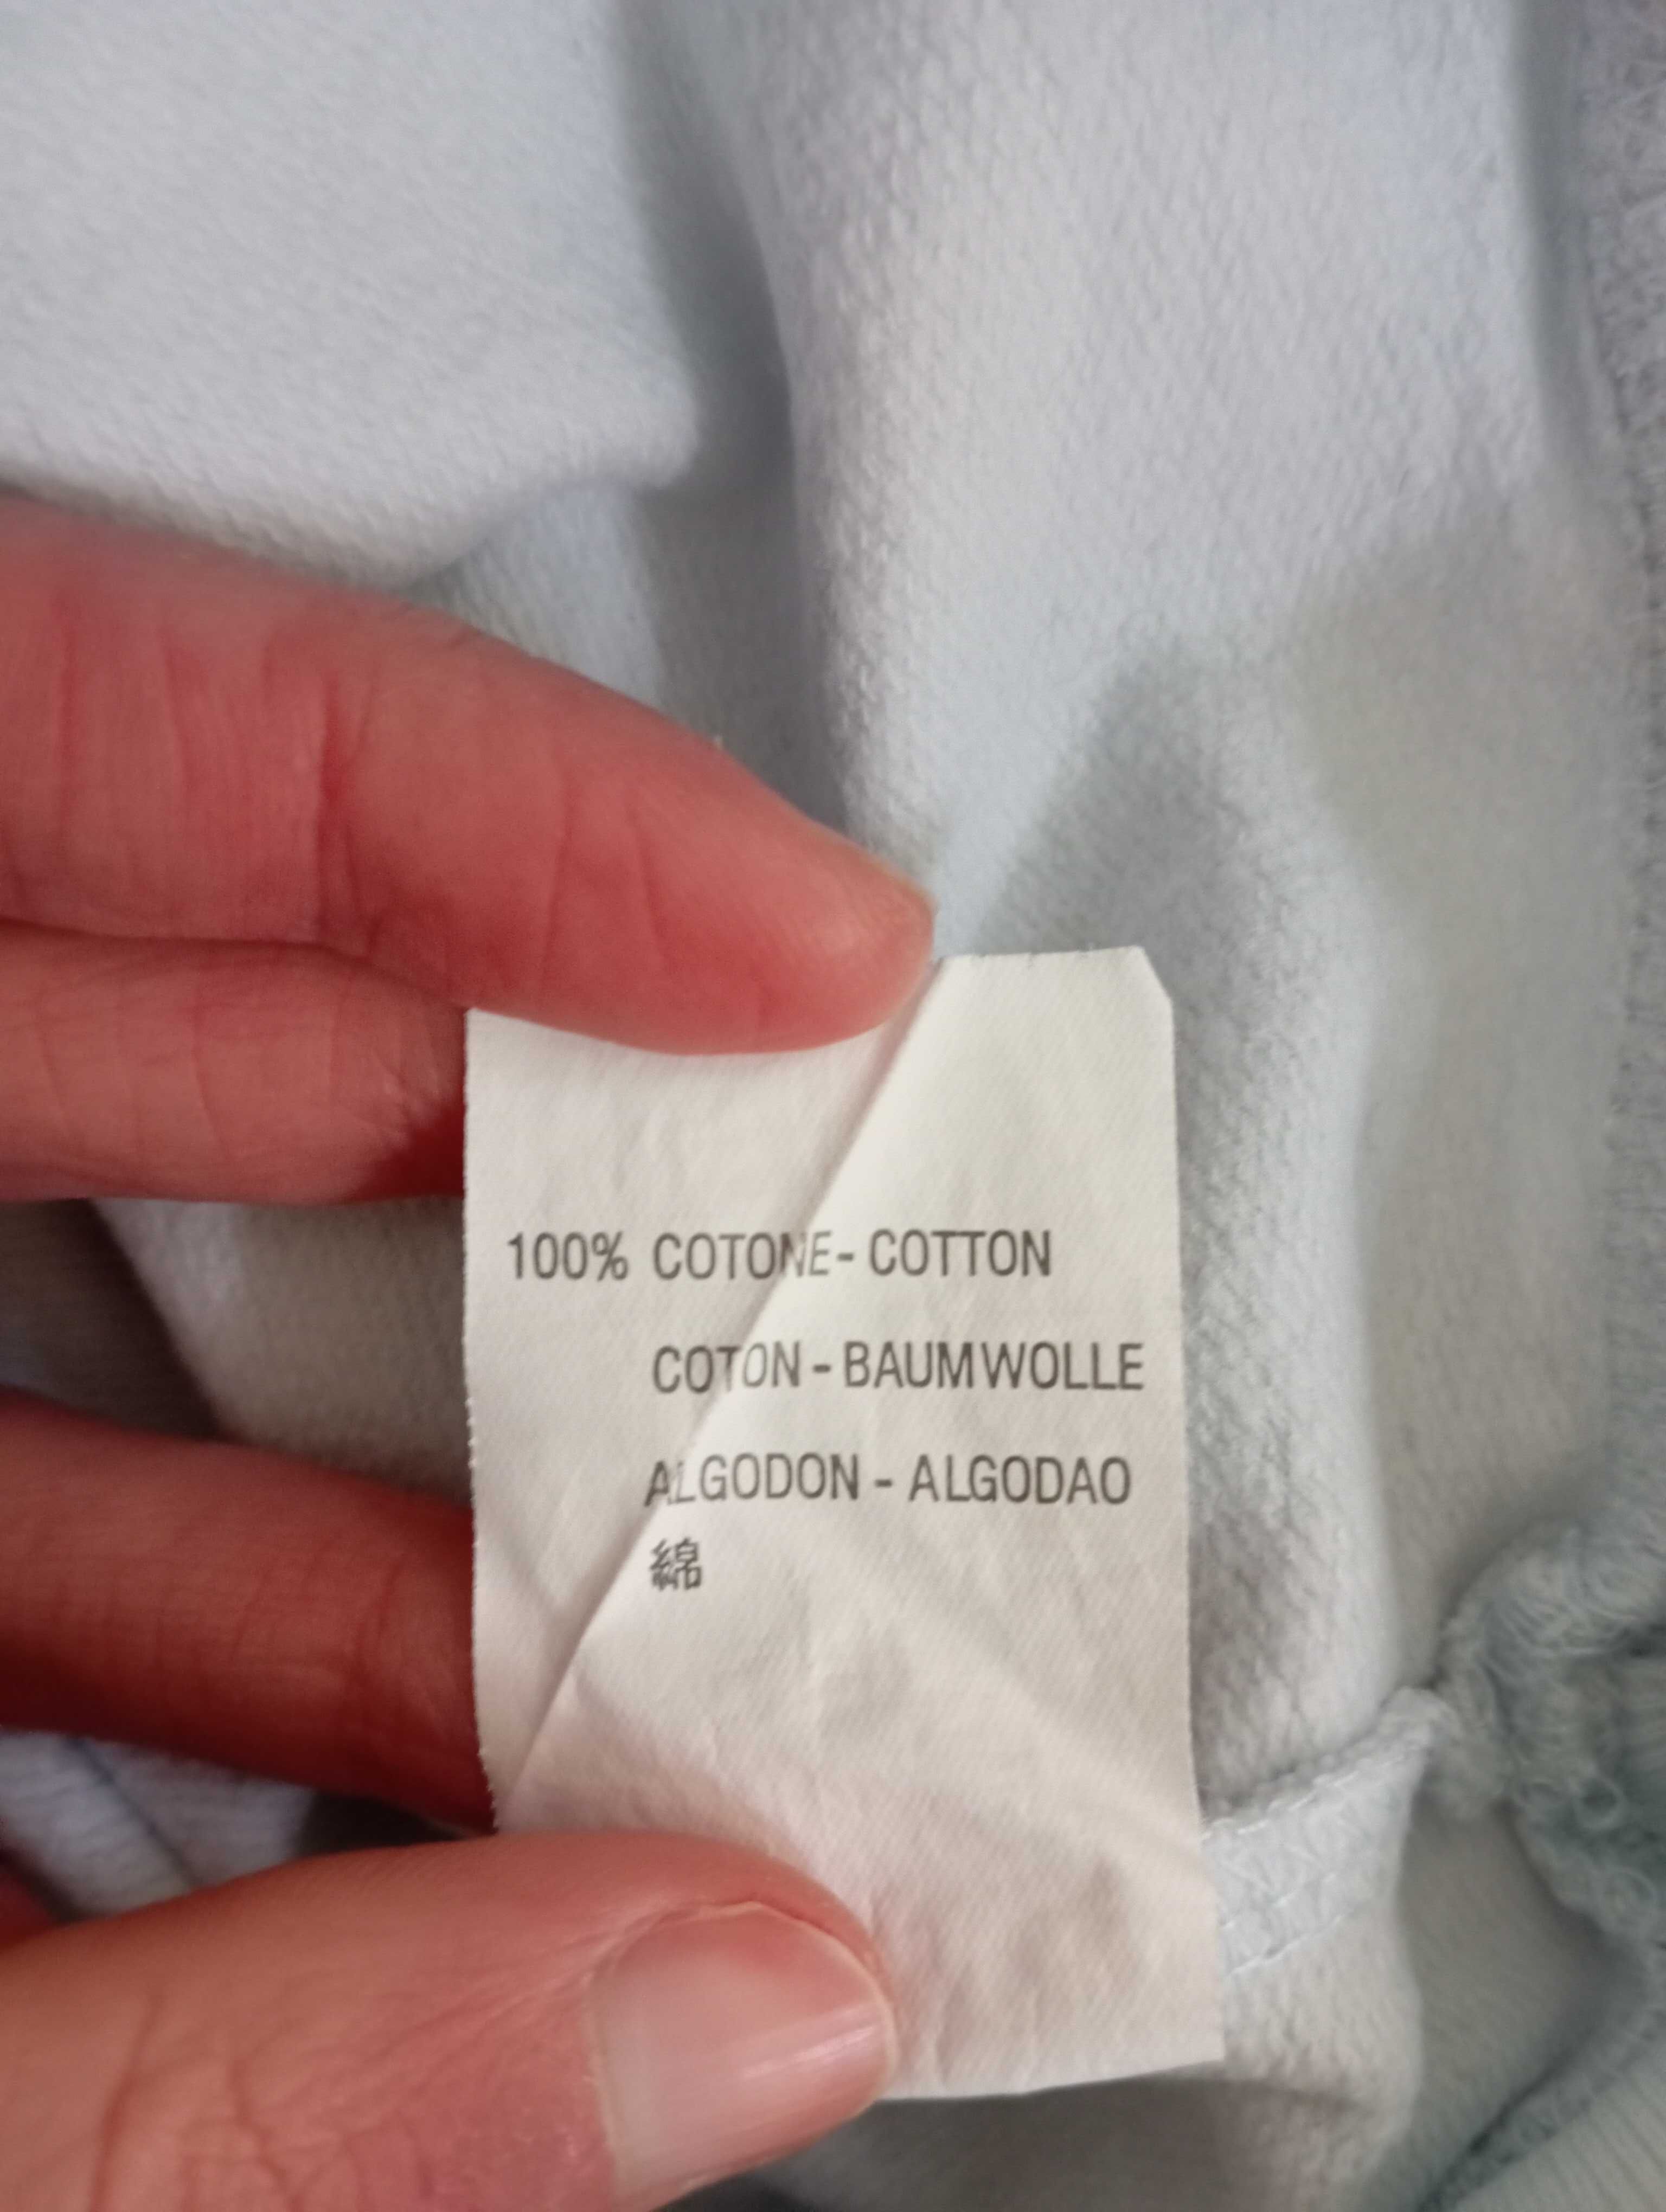 100% COTONE - COTTON
COTON - BAUMWOLLE
ALGODON - ALGODAO
綿